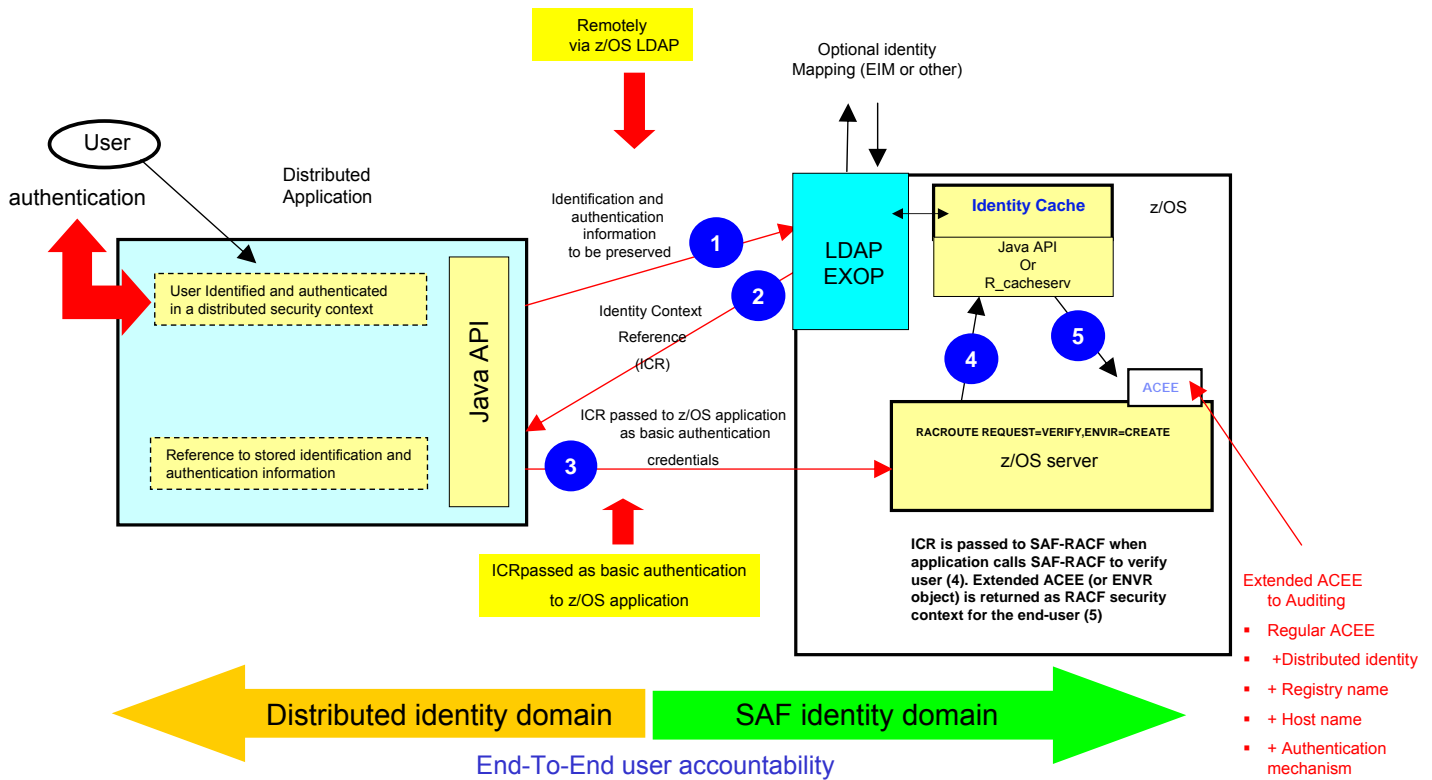 Remotely
via z/OS LDAP
Optional identity
Mapping (EIM or other)
User
authentication
Distributed
Application
Identification and
authentication
information
to be preserved
1
LDAP
EXOP
Identity Cache
z/OS
Java API
Or
R_cacheserv
User Identified and authenticated
in a distributed security context
Java API
2
Identity Context
Reference
(ICR)
4
5
ACEE
ICR passed to z/OS application
as basic authentication
credentials
3
Reference to stored identification and
authentication information
RACROUTE REQUEST=VERIFY,ENVIR=CREATE
z/OS server
ICRpassed as basic authentication
to z/OS application
ICR is passed to SAF-RACF when
application calls SAF-RACF to verify
user (4). Extended ACEE (or ENVR
object) is returned as RACF security
context for the end-user (5)
Extended ACEE
to Auditing
▪ Regular ACEE
▪ +Distributed identity
▪ + Registry name
▪ + Host name
▪ + Authentication
mechanism
Distributed identity domain
SAF identity domain
End-To-End user accountability